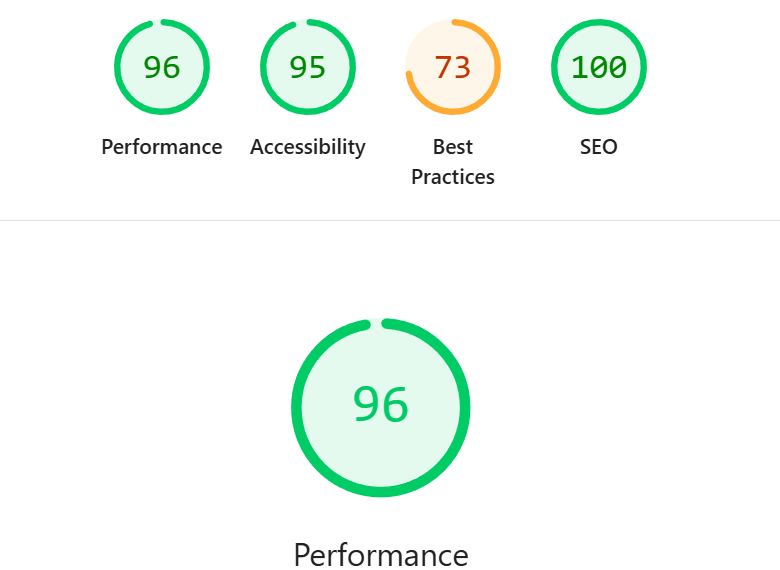 96 95 73 100
Performance Accessibility Best Practices SEO
96
Performance